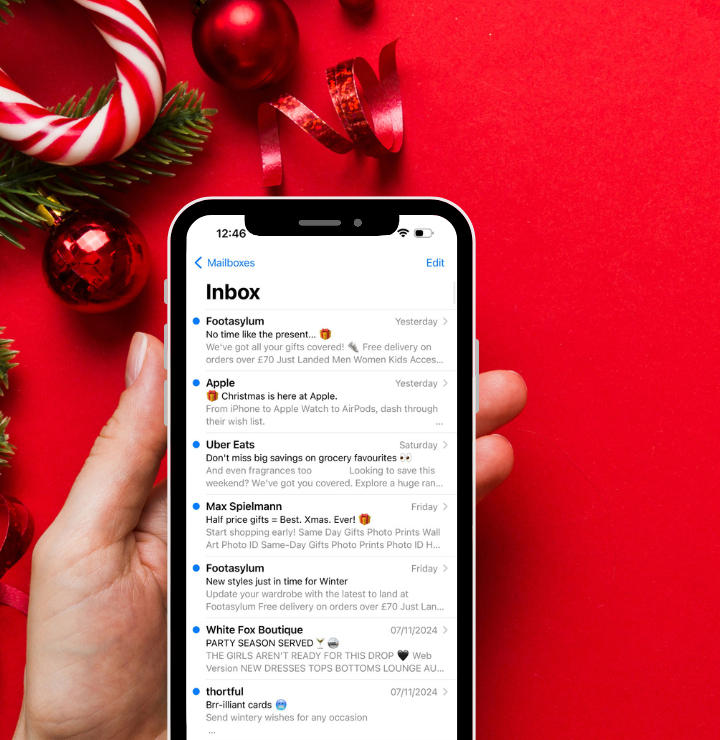 12:46
Mailboxes Edit
Inbox
Footasylum Yesterday
No time like the present... 🎁
We've got all your gifts covered! 🔦 Free delivery on
orders over £70 Just Landed Men Women Kids Acces...
Apple Yesterday
🎁 Christmas is here at Apple.
From iPhone to Apple Watch to AirPods, dash through
their wish list. ...
Uber Eats Saturday
Don't miss big savings on grocery favourites 👀
And even fragrances too Looking to save this
weekend? We've got you covered. Explore a huge ran...
Max Spielmann Friday
Half price gifts = Best. Xmas. Ever! 🎁
Start shopping early! Same Day Gifts Photo Prints Wall
Art Photo ID Same-Day Gifts Photo Prints Photo ID H...
Footasylum Friday
New styles just in time for Winter
Update your wardrobe with the latest to land at
Footasylum Free delivery on orders over £70 Just Lan...
White Fox Boutique 07/11/2024
PARTY SEASON SERVED 🍸 🪩
THE GIRLS AREN'T READY FOR THIS DROP 🖤 Web
Version NEW DRESSES TOPS BOTTOMS LOUNGE AU...
thortful 07/11/2024
Brr-illiant cards 🥶
Send wintery wishes for any occasion
...